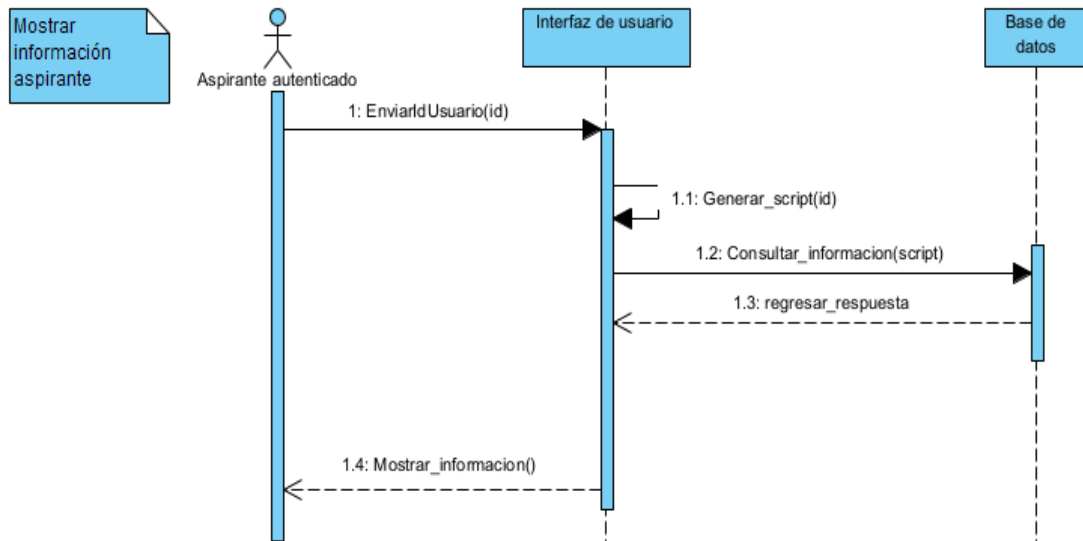 Mostrar
información
aspirante
Aspirante autenticado
Interfaz de usuario
Base de
datos
1: EnviarIdUsuario(id)
1.1: Generar_script(id)
1.2: Consultar_informacion(script)
1.3: regresar_respuesta
1.4: Mostrar_informacion()